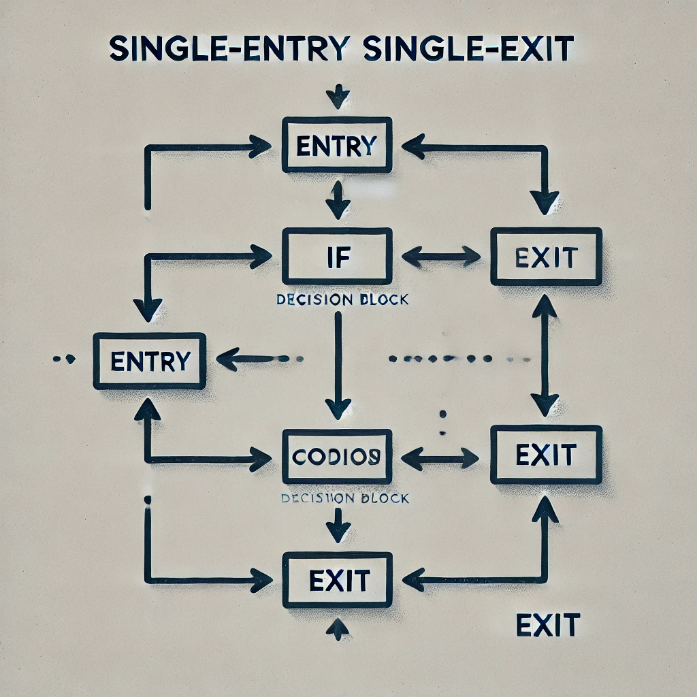 SINGLE-ENTRY SINGLE-EXIT
ENTRY
IF
EXIT
DECISION BLOCK
ENTRY
CODIOS
EXIT
DECISION BLOCK
EXIT
EXIT